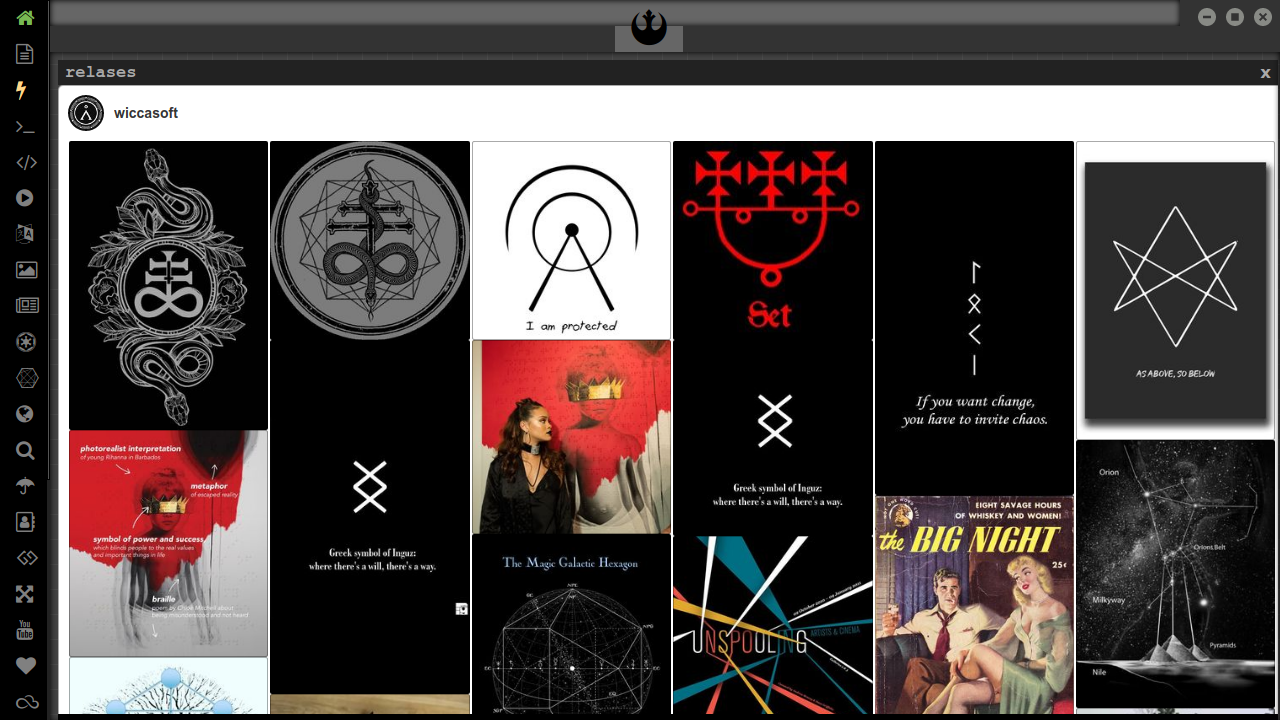 relases
x
wiccasoft
I am protected
Set
If you want change,
you have to invite chaos.
AS ABOVE, SO BELOW
photorealist interpretation
of young Rihanna in Barbados
metaphor
of escaped reality
symbol of power and success,
which blinds people to the real values
and important things in life
braille
poem by Chloe Mitchell about
being misunderstood and not heard
Greek symbol of Inguz:
where there's a will, there's a way.
Greek symbol of Inguz:
where there's a will, there's a way.
The Magic Galactic Hexagon
UNSPOOLING
ARTISTS & CINEMA
EIGHT SAVAGE HOURS
OF WHISKEY AND WOMEN!
the BIG NIGHT
25¢
Orion
Orions Belt
Milkyway
Pyramids
Nile
You
Tube